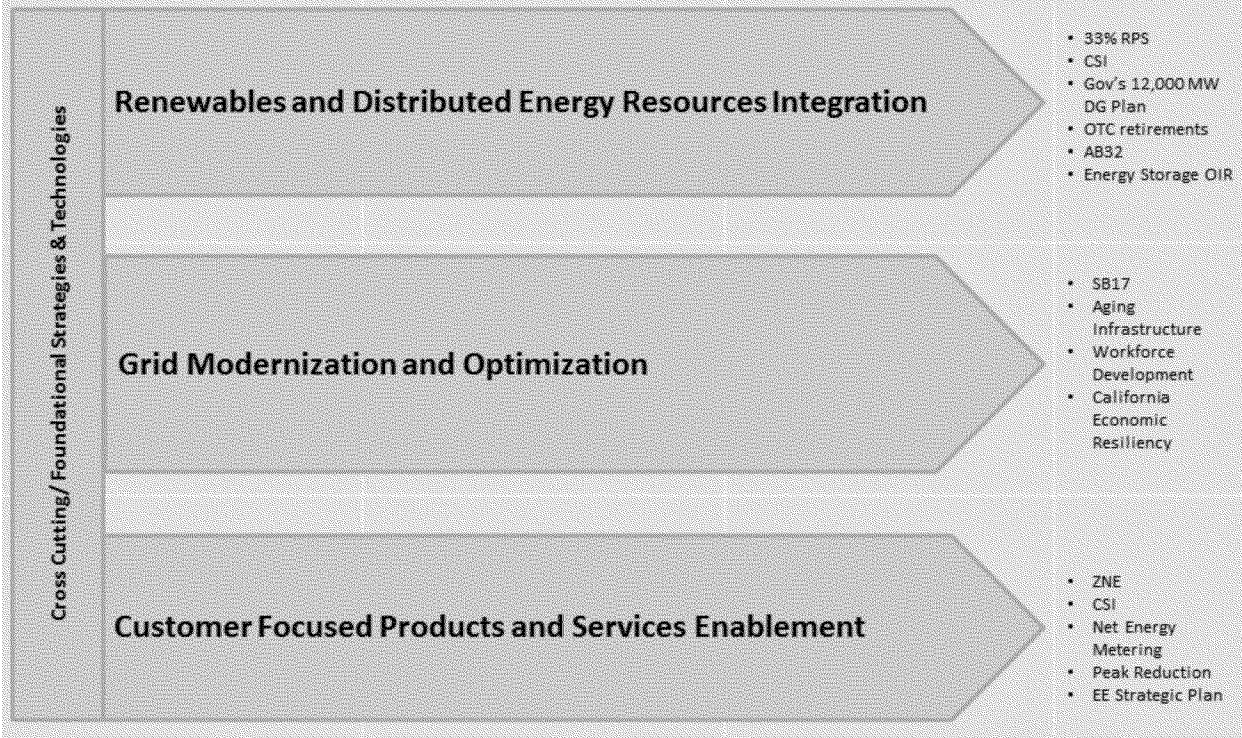 Cross Cutting/ Foundational Strategies & Technologies
Renewables and Distributed Energy Resources Integration
• 33% RPS
• CSI
• Gov's 12,000 MW
DG Plan
• OTC retirements
• AB32
• Energy Storage OIR
Grid Modernization and Optimization
• SB17
• Aging
Infrastructure
• Workforce
Development
• California
Economic
Resiliency
Customer Focused Products and Services Enablement
• ZNE
• CSI
• Net Energy
Metering
• Peak Reduction
• EE Strategic Plan